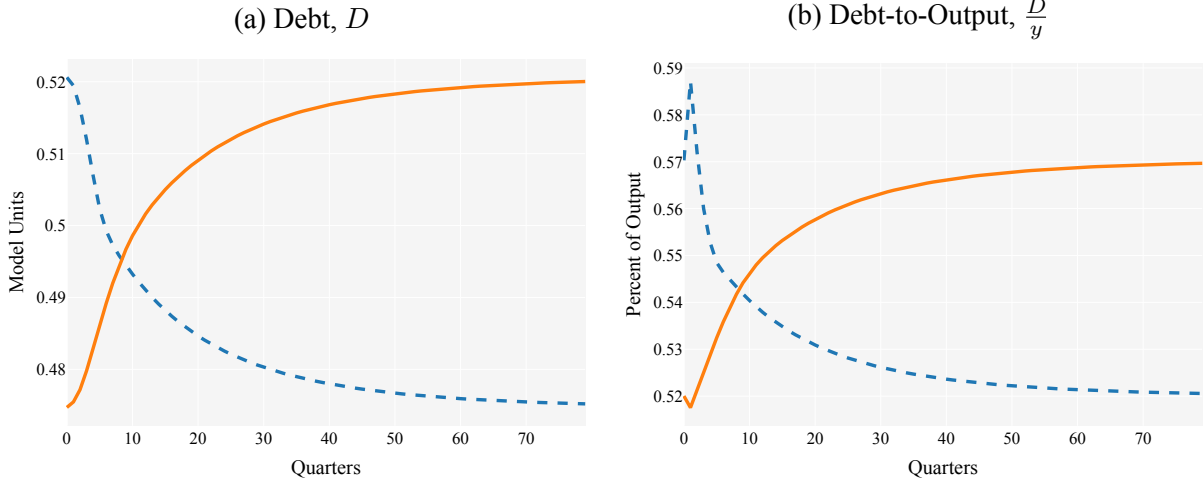 (a) Debt, D
0.52
0.51
0.5
0.49
0.48
Model Units
0 10 20 30 40 50 60 70
Quarters
(b) Debt-to-Output, D/y
0.59
0.58
0.57
0.56
0.55
0.54
0.53
0.52
Percent of Output
0 10 20 30 40 50 60 70
Quarters